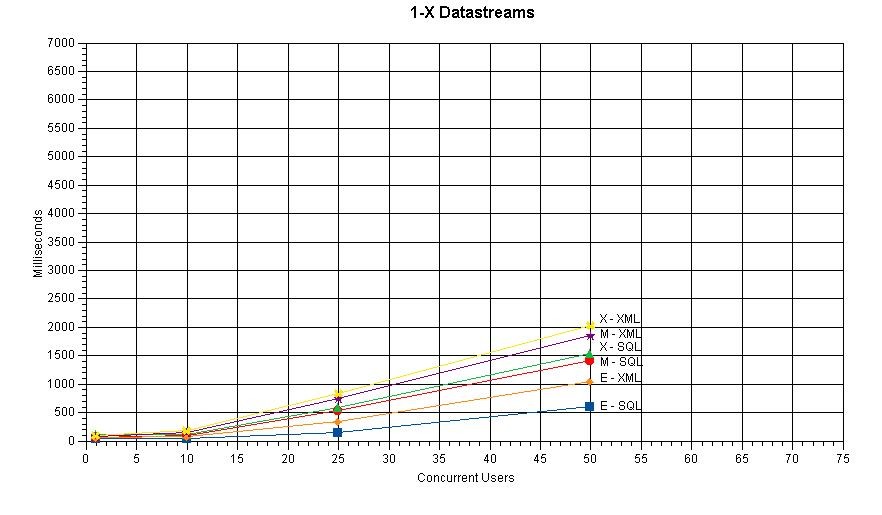 1-X Datastreams
7000
6500
6000
5500
5000
4500
4000
3500
3000
2500
2000
1500
1000
500
0
Milliseconds
X - XML
M - XML
X - SQL
M - SQL
E - XML
E - SQL
0 5 10 15 20 25 30 35 40 45 50 55 60 65 70 75
Concurrent Users